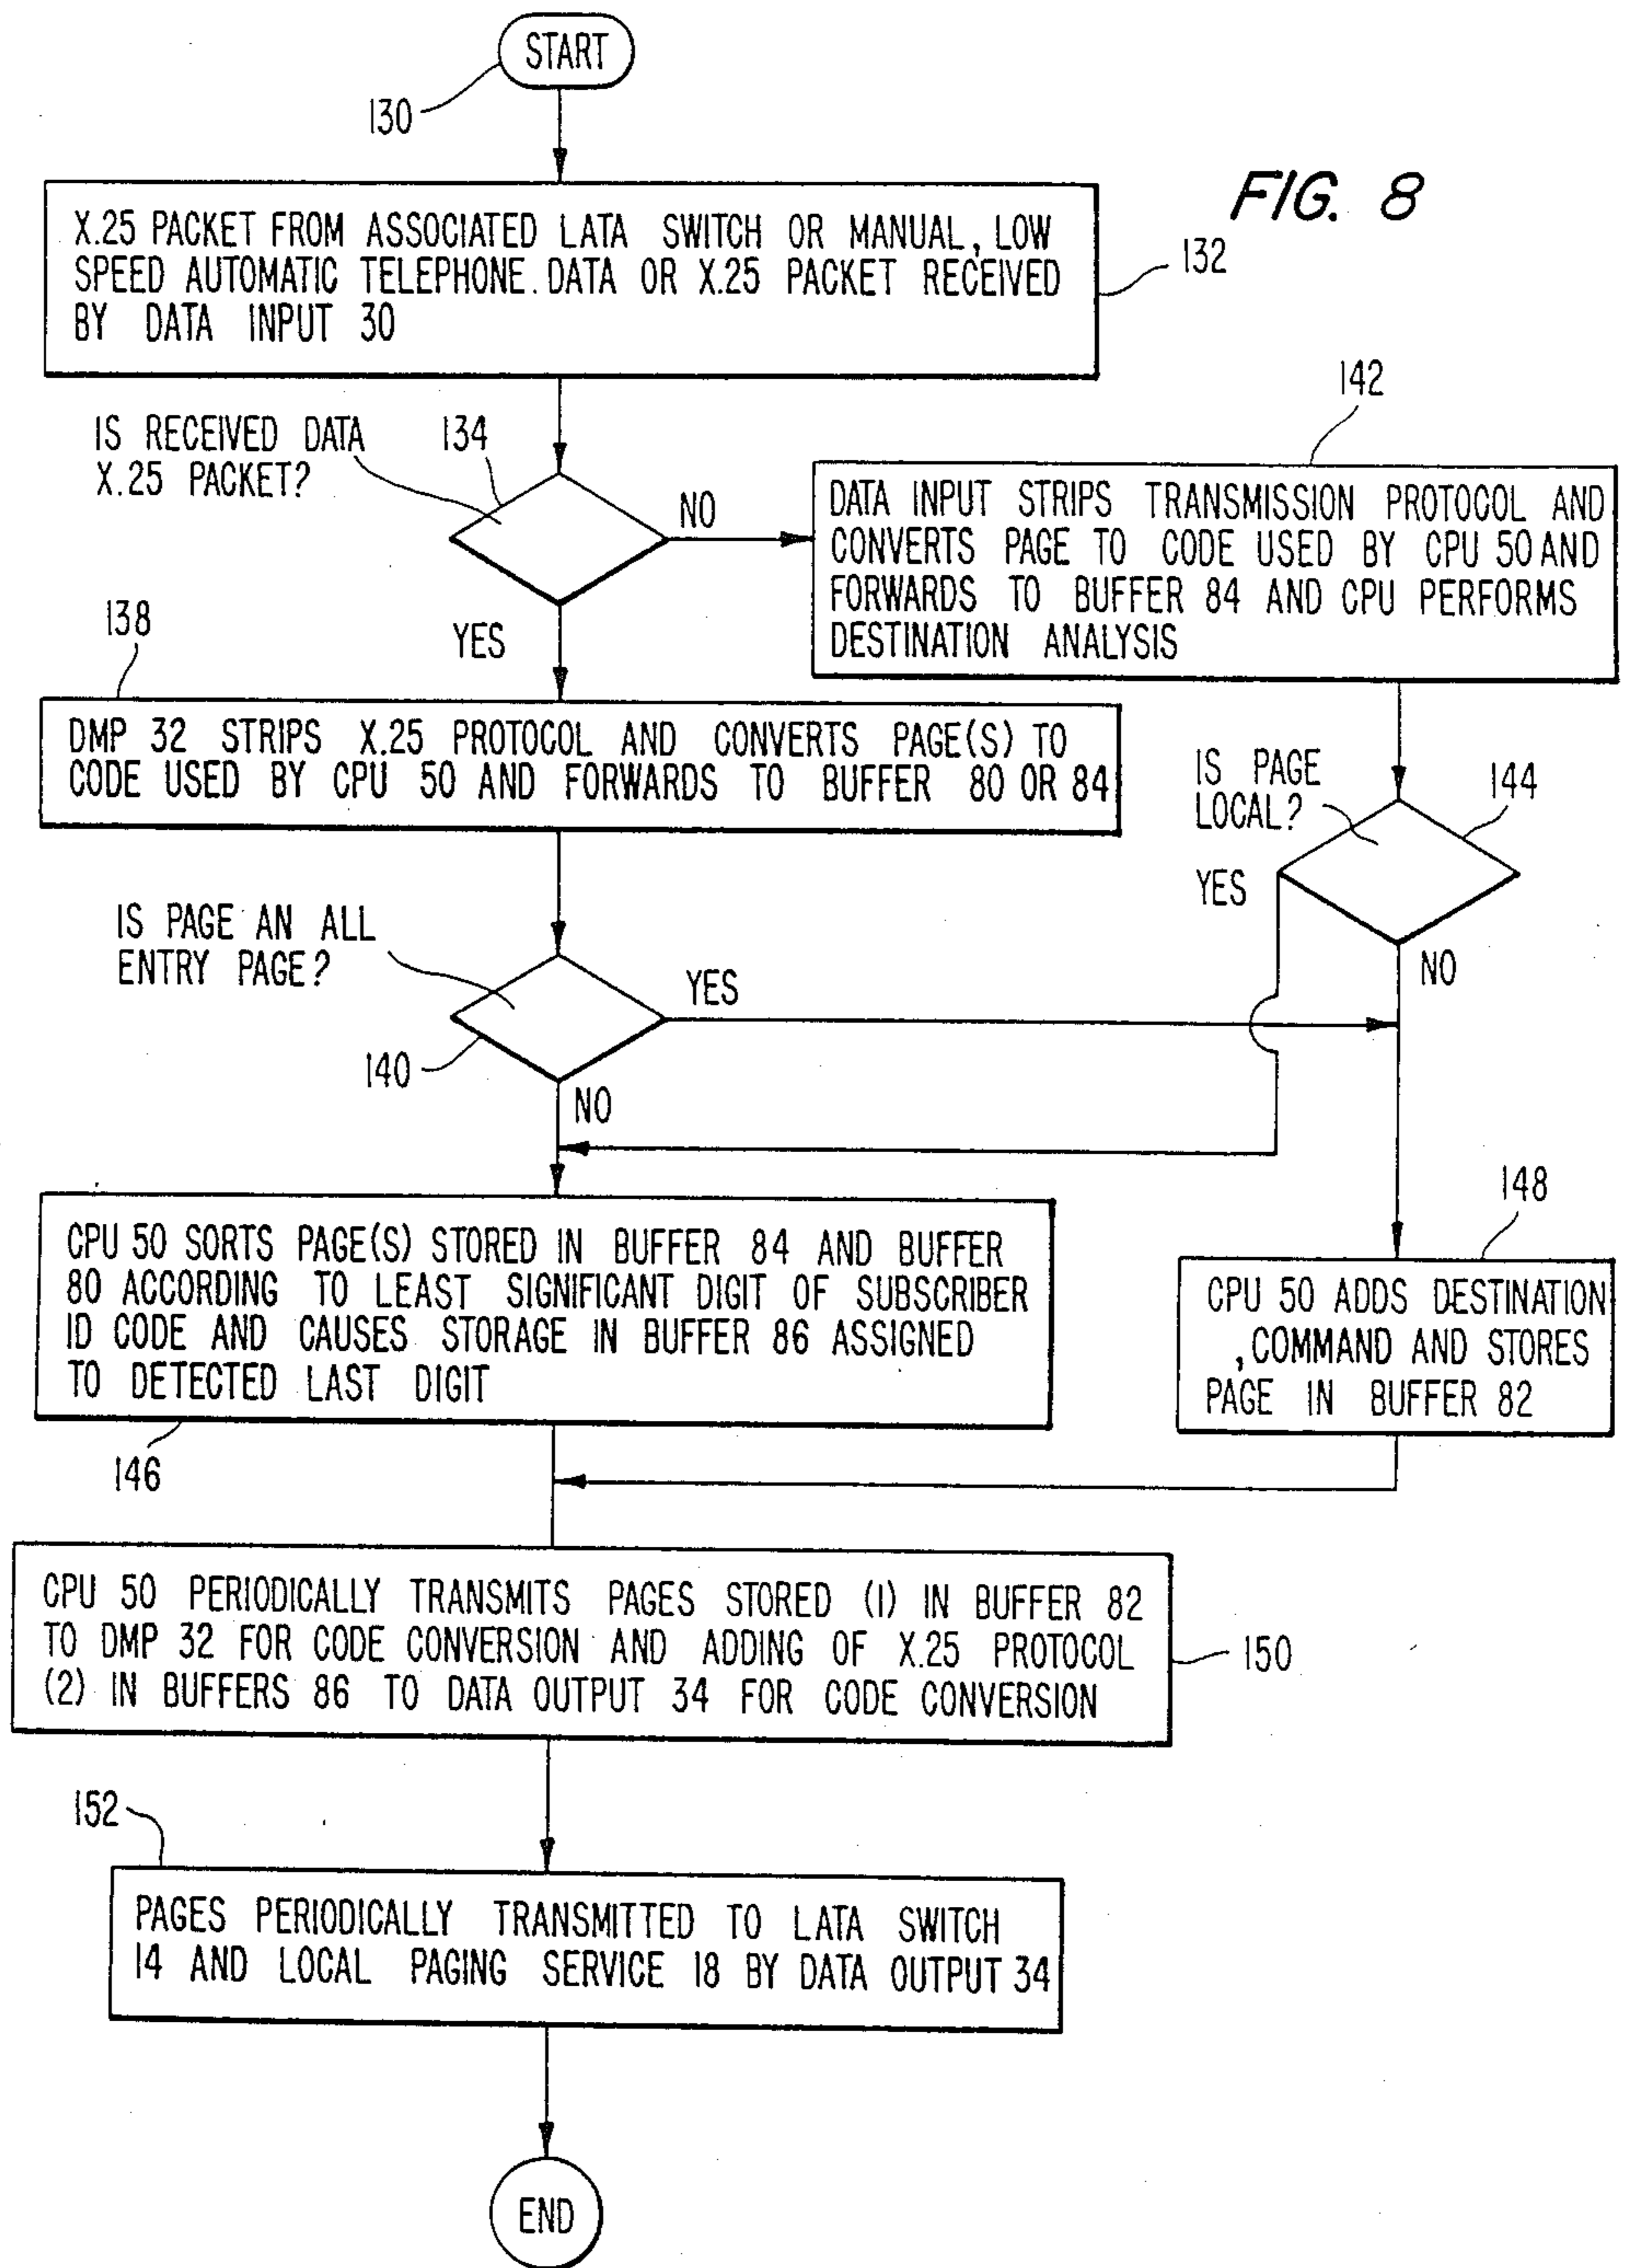 START
130
FIG. 8
X.25 PACKET FROM ASSOCIATED LATA SWITCH OR MANUAL, LOW
SPEED AUTOMATIC TELEPHONE. DATA OR X.25 PACKET RECEIVED
BY DATA INPUT 30
132
IS RECEIVED DATA
X.25 PACKET?
134
NO
YES
142
DATA INPUT STRIPS TRANSMISSION PROTOCOL AND
CONVERTS PAGE TO CODE USED BY CPU 50 AND
FORWARDS TO BUFFER 84 AND CPU PERFORMS
DESTINATION ANALYSIS
138
DMP 32 STRIPS X.25 PROTOCOL AND CONVERTS PAGE(S) TO
CODE USED BY CPU 50 AND FORWARDS TO BUFFER 80 OR 84
IS PAGE
LOCAL?
144
YES
NO
IS PAGE AN ALL
ENTRY PAGE?
YES
140
NO
CPU 50 SORTS PAGE(S) STORED IN BUFFER 84 AND BUFFER
80 ACCORDING TO LEAST SIGNIFICANT DIGIT OF SUBSCRIBER
ID CODE AND CAUSES STORAGE IN BUFFER 86 ASSIGNED
TO DETECTED LAST DIGIT
146
148
CPU 50 ADDS DESTINATION
,COMMAND AND STORES
PAGE IN BUFFER 82
CPU 50 PERIODICALLY TRANSMITS PAGES STORED (1) IN BUFFER 82
TO DMP 32 FOR CODE CONVERSION AND ADDING OF X.25 PROTOCOL
(2) IN BUFFERS 86 TO DATA OUTPUT 34 FOR CODE CONVERSION
150
152
PAGES PERIODICALLY TRANSMITTED TO LATA SWITCH
14 AND LOCAL PAGING SERVICE 18 BY DATA OUTPUT 34
END